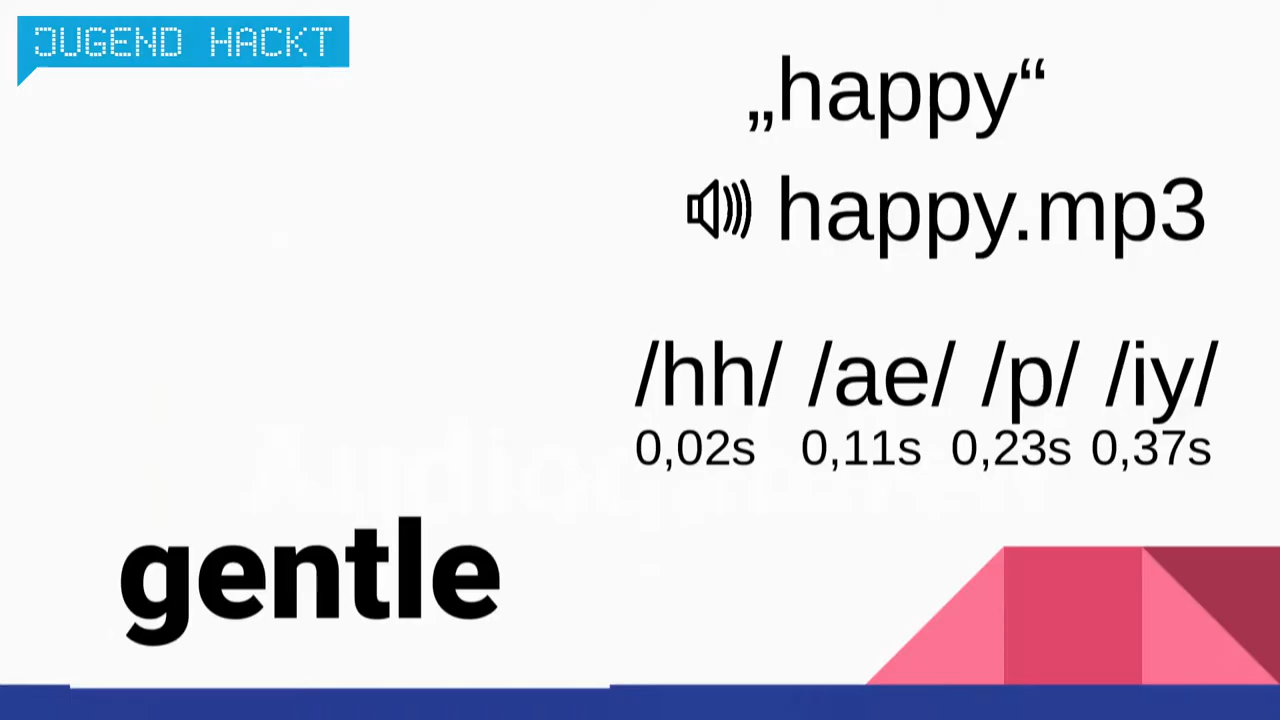 JUGEND HACKT
„happy“
happy.mp3
/hh/ /ae/ /p/ /iy/
0,02s 0,11s 0,23s 0,37s
gentle